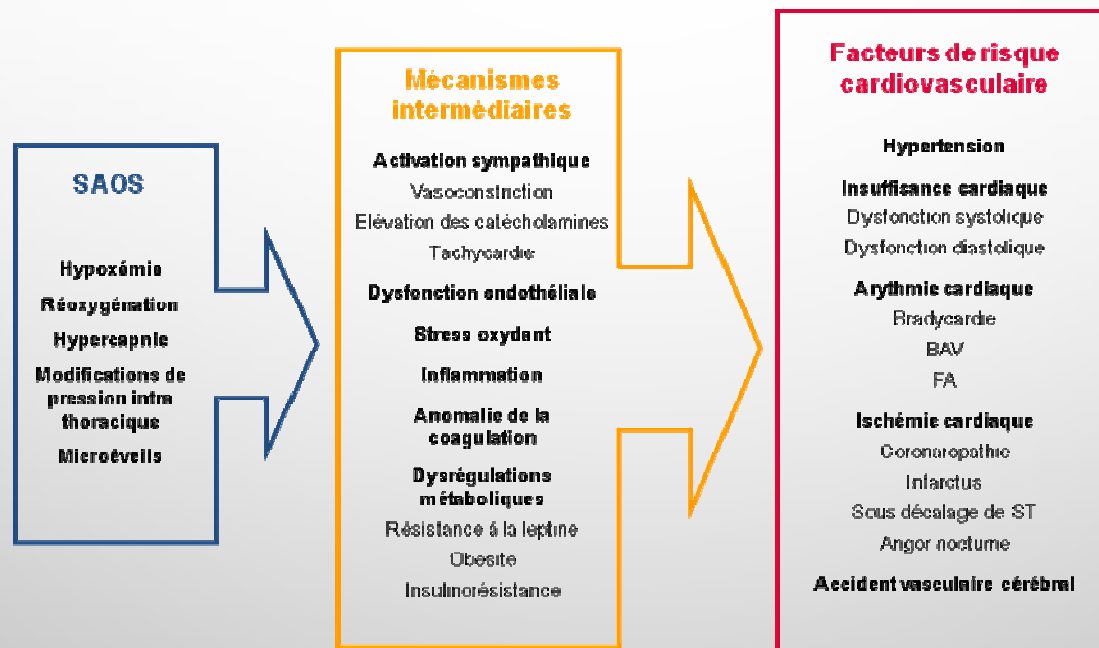 SAOS
Hypoxémie
Réoxygénation
Hypercapnie
Modifications de
pression intra
thoracique
Microéveils
Mécanismes
intermédiaires
Activation sympathique
Vasoconstriction
Elévation des catécholamines
Tachycardie
Dysfonction endothéliale
Stress oxydant
Inflammation
Anomalie de la
coagulation
Dysrégulations
métaboliques
Résistance à la leptine
Obésité
Insulinorésistance
Facteurs de risque
cardiovasculaire
Hypertension
Insuffisance cardiaque
Dysfonction systolique
Dysfonction diastolique
Arythmie cardiaque
Bradycardie
BAV
FA
Ischémie cardiaque
Coronaropathie
Infarctus
Sous décalage de ST
Angor nocturne
Accident vasculaire cérébral